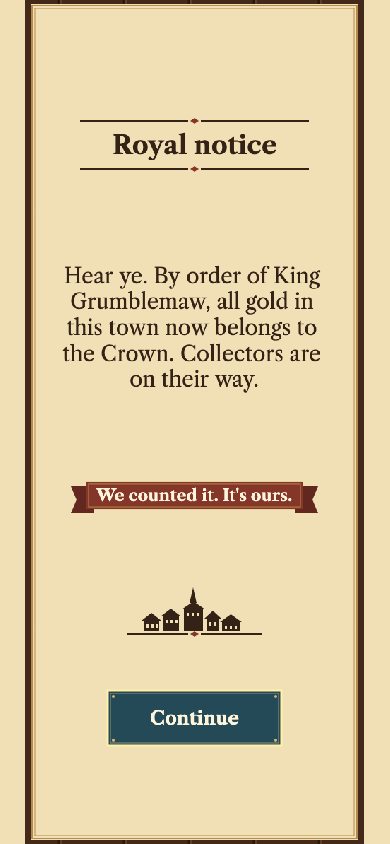 Royal notice
Hear ye. By order of King
Grumblemaw, all gold in
this town now belongs to
the Crown. Collectors are
on their way.
We counted it. It's ours.
Continue